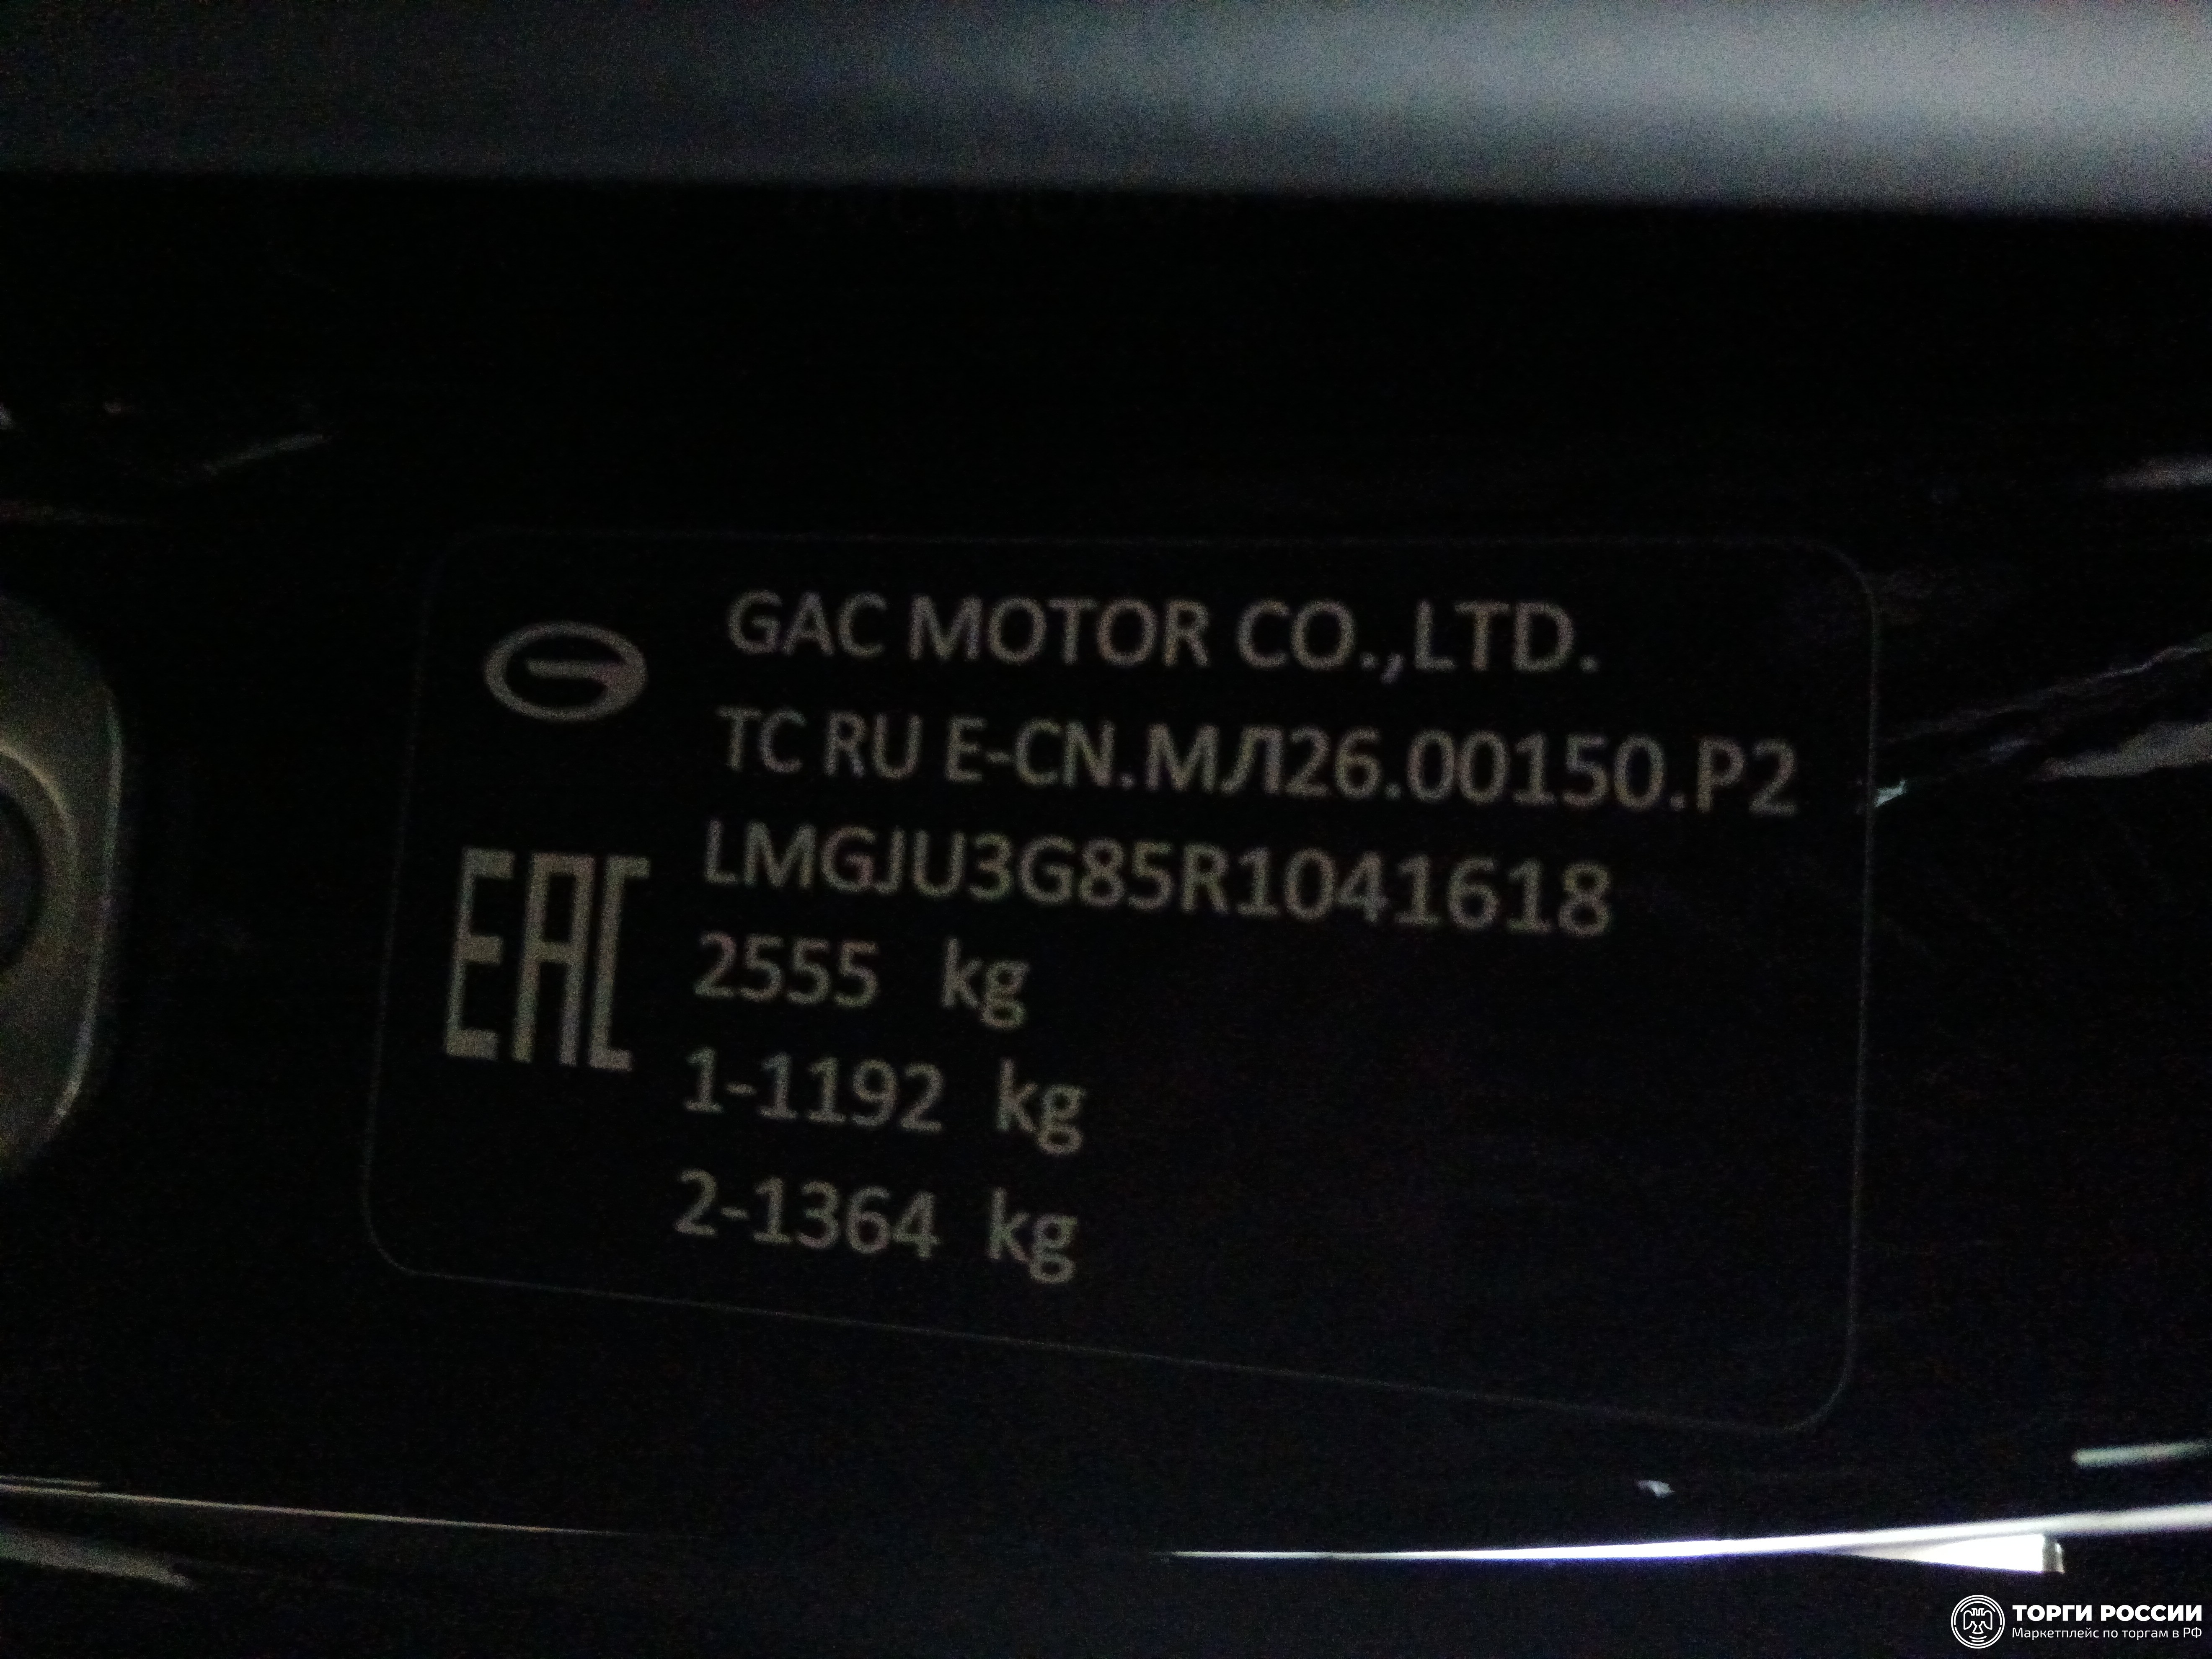 GAC MOTOR CO.,LTD.
TC RU E-CN.МЛ26.00150.P2
LMGJU3G85R1041618
2555 kg
1-1192 kg
2-1364 kg
EAC
ТОРГИ РОССИИ
Маркетплейс по торгам в РФ